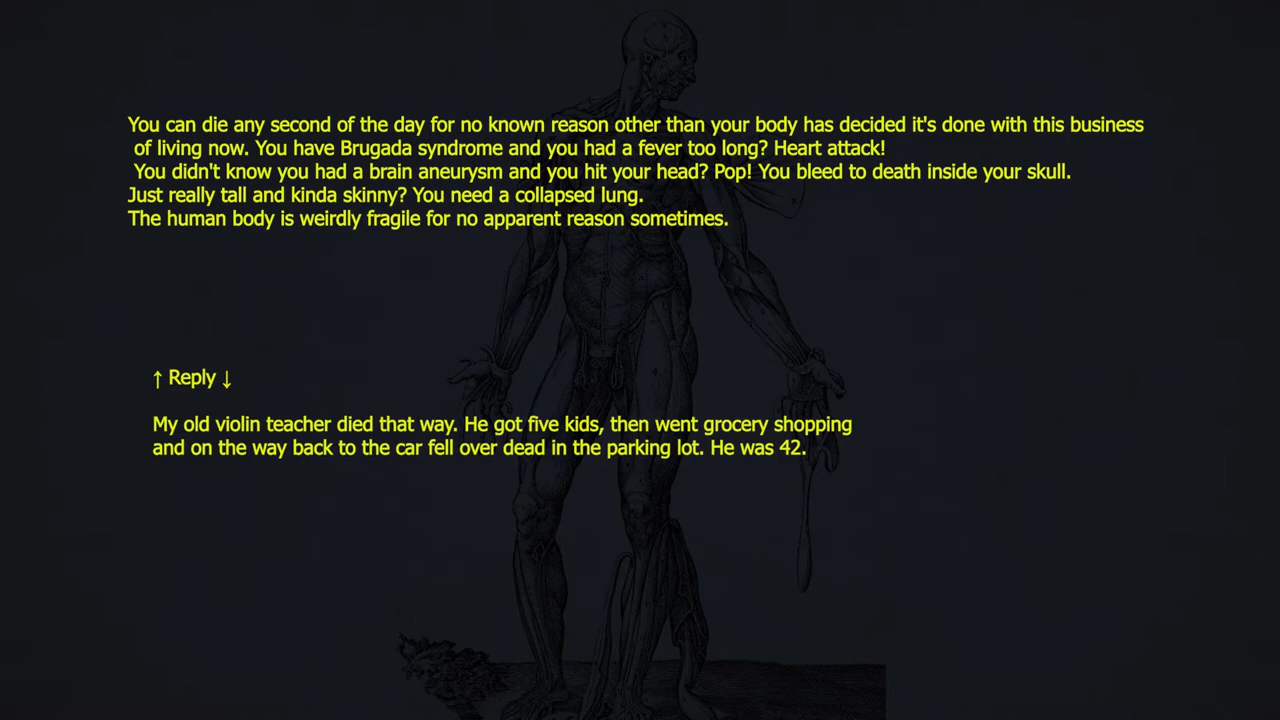 You can die any second of the day for no known reason other than your body has decided it's done with this business
of living now. You have Brugada syndrome and you had a fever too long? Heart attack!
You didn't know you had a brain aneurysm and you hit your head? Pop! You bleed to death inside your skull.
Just really tall and kinda skinny? You need a collapsed lung.
The human body is weirdly fragile for no apparent reason sometimes.
↑ Reply ↓
My old violin teacher died that way. He got five kids, then went grocery shopping
and on the way back to the car fell over dead in the parking lot. He was 42.